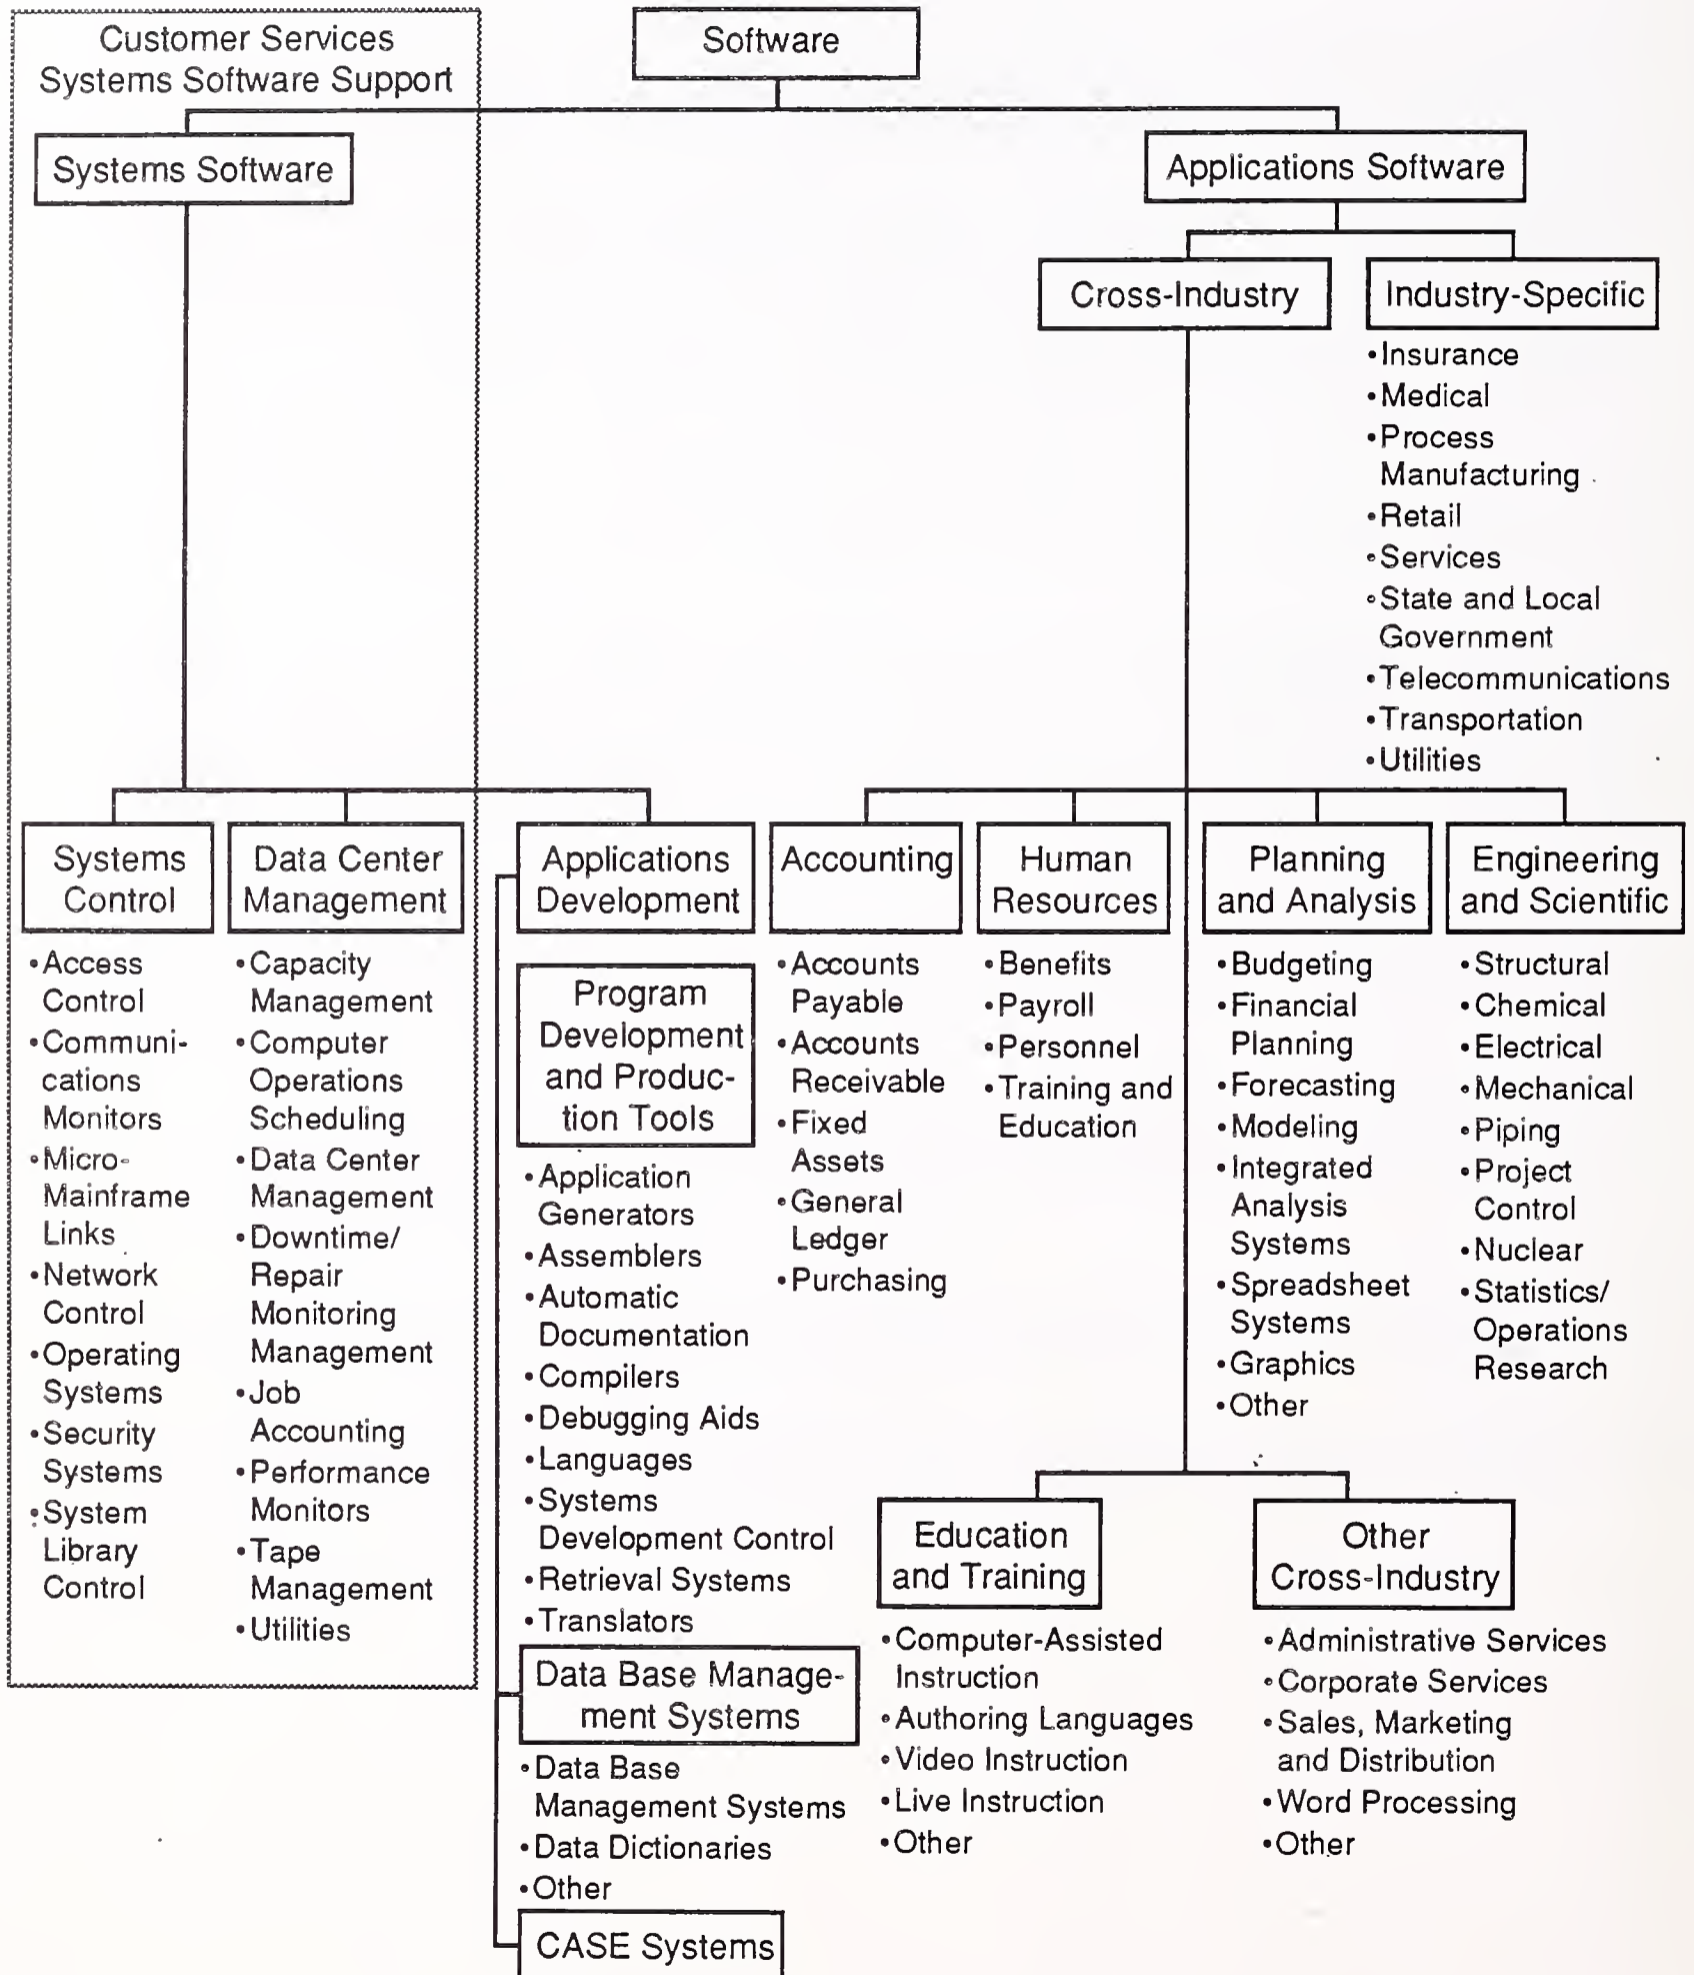 Customer Services
Systems Software Support
Software
Systems Software
Applications Software
Cross-Industry
Industry-Specific
•Insurance
•Medical
•Process
Manufacturing
•Retail
•Services
•State and Local
Government
•Telecommunications
•Transportation
•Utilities
Systems
Control
•Access
Control
•Communi-
cations
Monitors
•Micro-
Mainframe
Links
•Network
Control
•Operating
Systems
•Security
Systems
•System
Library
Control
Data Center
Management
•Capacity
Management
•Computer
Operations
Scheduling
•Data Center
Management
•Downtime/
Repair
Monitoring
Management
•Job
Accounting
•Performance
Monitors
•Tape
Management
•Utilities
Applications
Development
Program
Development
and Produc-
tion Tools
•Application
Generators
•Assemblers
•Automatic
Documentation
•Compilers
•Debugging Aids
•Languages
•Systems
Development Control
•Retrieval Systems
•Translators
Data Base Manage-
ment Systems
•Data Base
Management Systems
•Data Dictionaries
•Other
CASE Systems
Accounting
•Accounts
Payable
•Accounts
Receivable
•Fixed
Assets
•General
Ledger
•Purchasing
Human
Resources
•Benefits
•Payroll
•Personnel
•Training and
Education
Planning
and Analysis
•Budgeting
•Financial
Planning
•Forecasting
•Modeling
•Integrated
Analysis
Systems
•Spreadsheet
Systems
•Graphics
•Other
Engineering
and Scientific
•Structural
•Chemical
•Electrical
•Mechanical
•Piping
•Project
Control
•Nuclear
•Statistics/
Operations
Research
Education
and Training
•Computer-Assisted
Instruction
•Authoring Languages
•Video Instruction
•Live Instruction
•Other
Other
Cross-Industry
•Administrative Services
•Corporate Services
•Sales, Marketing
and Distribution
•Word Processing
•Other